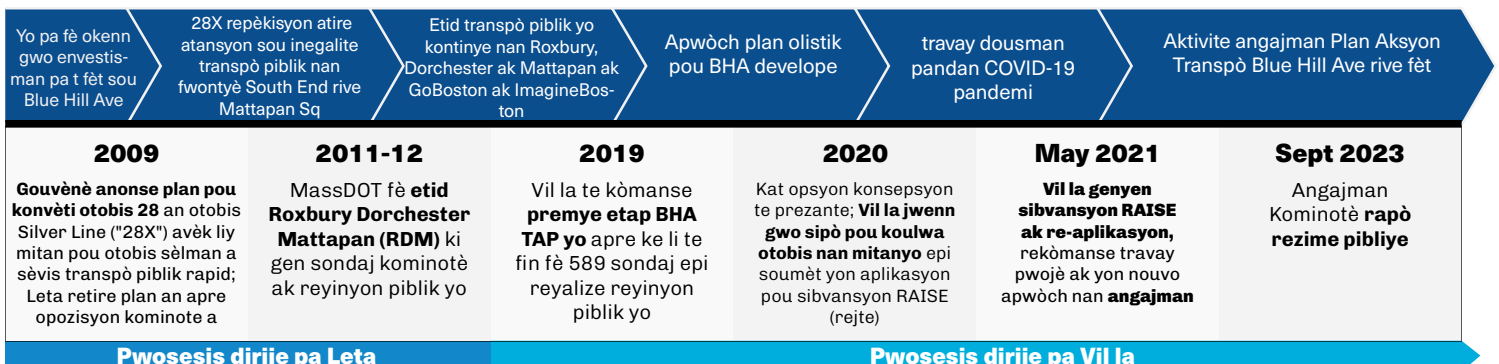 Yo pa fè okenn
gwo envestis-
man pa t fèt sou
Blue Hill Ave
28X repèkisyon atire
atansyon sou inegalite
transpò piblik nan
fwontyè South End rive
Mattapan Sq
Etid transpò piblik yo
kontinye nan Roxbury,
Dorchester ak Mattapan ak
GoBoston ak ImagineBos-
ton
Apwòch plan olistik
pou BHA develope
travay dousman
pandan COVID-19
pandemi
Aktivite angajman Plan Aksyon
Transpò Blue Hill Ave rive fèt
2009
Gouvènè anonse plan pou
konvèti otobis 28 an otobis
Silver Line ("28X") avèk liy
mitan pou otobis sèlman a
sèvis transpò piblik rapid;
Leta retire plan an apre
opozisyon kominote a
2011-12
MassDOT fè etid
Roxbury Dorchester
Mattapan (RDM) ki
gen sondaj kominotè
ak reyinyon piblik yo
2019
Vil la te kòmanse
premye etap BHA
TAP yo apre ke li te
fin fè 589 sondaj epi
reyalize reyinyon
piblik yo
2020
Kat opsyon konsepsyon
te prezante; Vil la jwenn
gwo sipò pou koulwa
otobis nan mitanyo epi
soumèt yon aplikasyon
pou sibvansyon RAISE
(rejte)
May 2021
Vil la genyen
sibvansyon RAISE
ak re-aplikasyon,
rekòmanse travay
pwojè ak yon nouvo
apwòch nan angajman
Sept 2023
Angajman
Kominotè rapò
rezime pibliye
Pwosesis dirije pa Leta
Pwosesis dirije pa Vil la